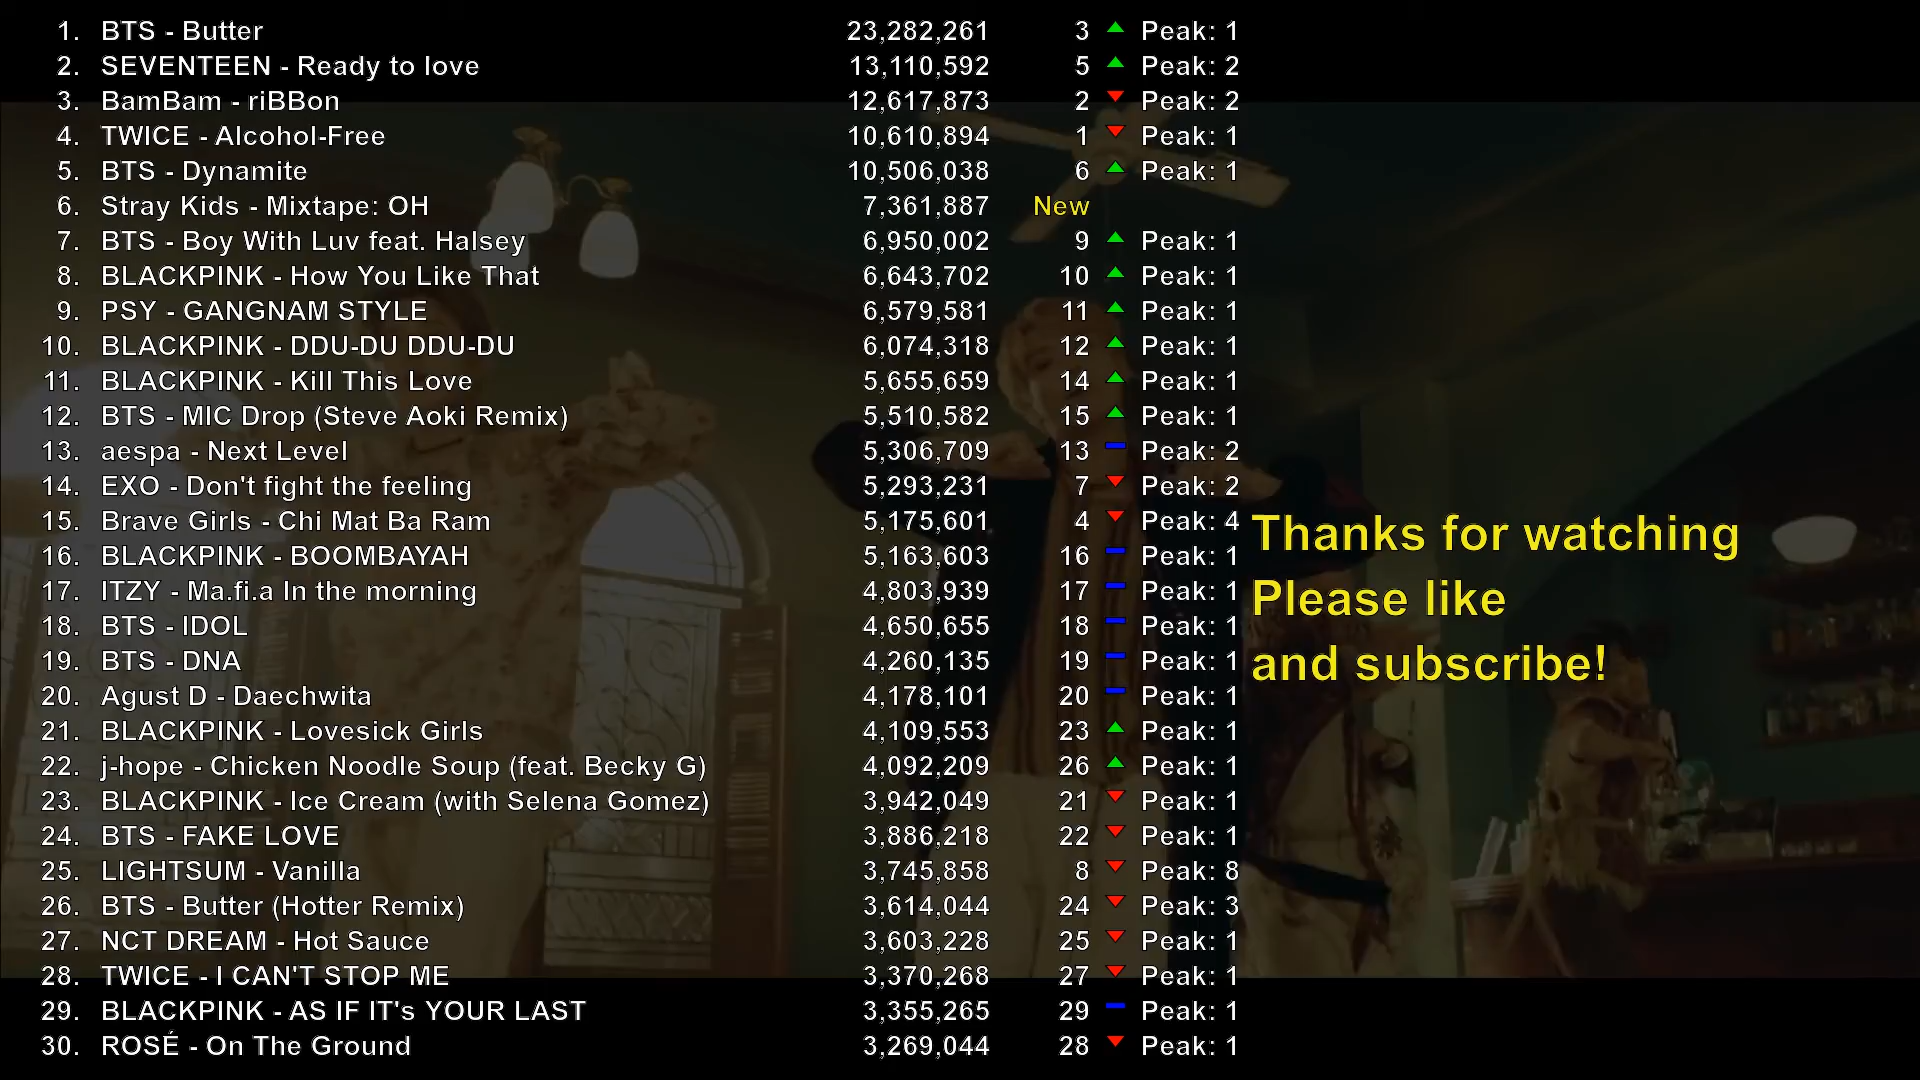 1. BTS - Butter 23,282,261 3 Peak: 1
2. SEVENTEEN - Ready to love 13,110,592 5 Peak: 2
3. BamBam - riBBon 12,617,873 2 Peak: 2
4. TWICE - Alcohol-Free 10,610,894 1 Peak: 1
5. BTS - Dynamite 10,506,038 6 Peak: 1
6. Stray Kids - Mixtape: OH 7,361,887 New
7. BTS - Boy With Luv feat. Halsey 6,950,002 9 Peak: 1
8. BLACKPINK - How You Like That 6,643,702 10 Peak: 1
9. PSY - GANGNAM STYLE 6,579,581 11 Peak: 1
10. BLACKPINK - DDU-DU DDU-DU 6,074,318 12 Peak: 1
11. BLACKPINK - Kill This Love 5,655,659 14 Peak: 1
12. BTS - MIC Drop (Steve Aoki Remix) 5,510,582 15 Peak: 1
13. aespa - Next Level 5,306,709 13 Peak: 2
14. EXO - Don't fight the feeling 5,293,231 7 Peak: 2
15. Brave Girls - Chi Mat Ba Ram 5,175,601 4 Peak: 4
16. BLACKPINK - BOOMBAYAH 5,163,603 16 Peak: 1
17. ITZY - Ma.fi.a In the morning 4,803,939 17 Peak: 1
18. BTS - IDOL 4,650,655 18 Peak: 1
19. BTS - DNA 4,260,135 19 Peak: 1
20. Agust D - Daechwita 4,178,101 20 Peak: 1
21. BLACKPINK - Lovesick Girls 4,109,553 23 Peak: 1
22. j-hope - Chicken Noodle Soup (feat. Becky G) 4,092,209 26 Peak: 1
23. BLACKPINK - Ice Cream (with Selena Gomez) 3,942,049 21 Peak: 1
24. BTS - FAKE LOVE 3,886,218 22 Peak: 1
25. LIGHTSUM - Vanilla 3,745,858 8 Peak: 8
26. BTS - Butter (Hotter Remix) 3,614,044 24 Peak: 3
27. NCT DREAM - Hot Sauce 3,603,228 25 Peak: 1
28. TWICE - I CAN'T STOP ME 3,370,268 27 Peak: 1
29. BLACKPINK - AS IF IT's YOUR LAST 3,355,265 29 Peak: 1
30. ROSÉ - On The Ground 3,269,044 28 Peak: 1
Thanks for watching
Please like
and subscribe!